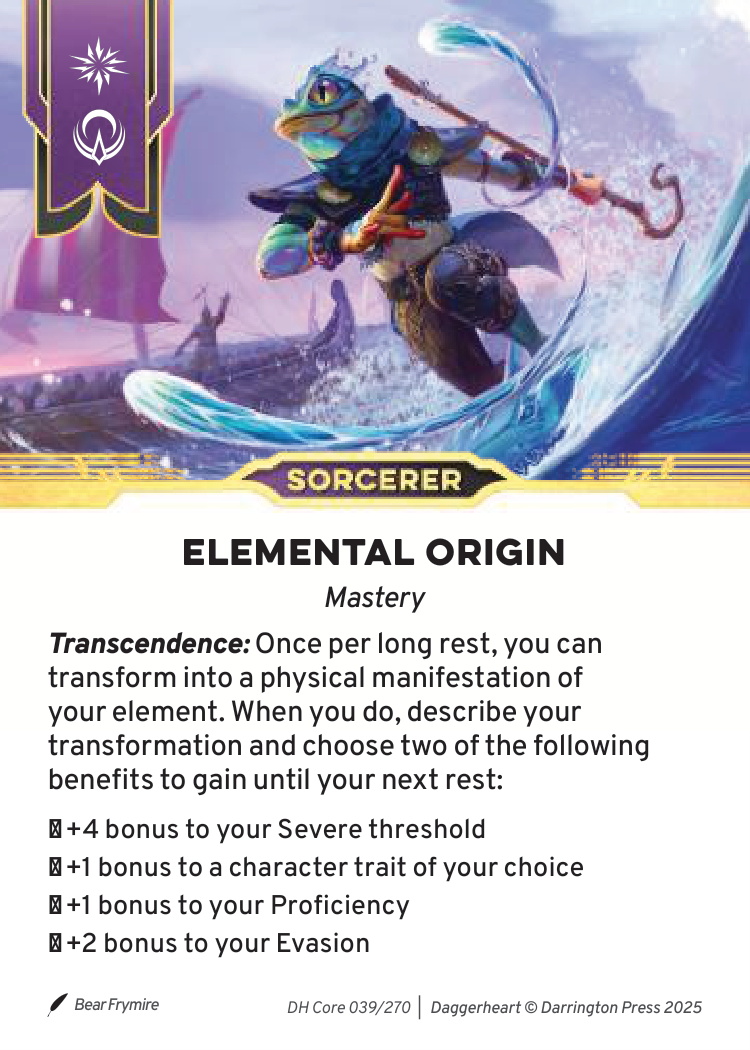 SORCERER
ELEMENTAL ORIGIN
Mastery
Transcendence: Once per long rest, you can
transform into a physical manifestation of
your element. When you do, describe your
transformation and choose two of the following
benefits to gain until your next rest:
+4 bonus to your Severe threshold
+1 bonus to a character trait of your choice
+1 bonus to your Proficiency
+2 bonus to your Evasion
Bear Frymire
DH Core 039/270 | Daggerheart © Darrington Press 2025